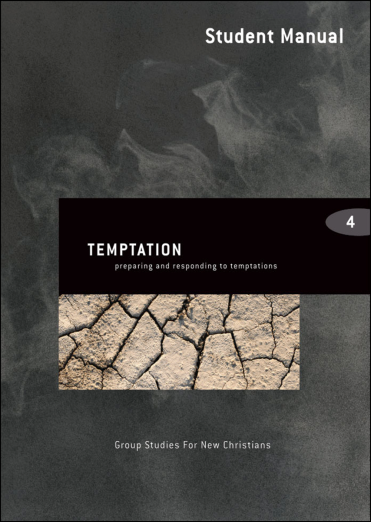 Student Manual
4
TEMPTATION
preparing and responding to temptations
Group Studies For New Christians